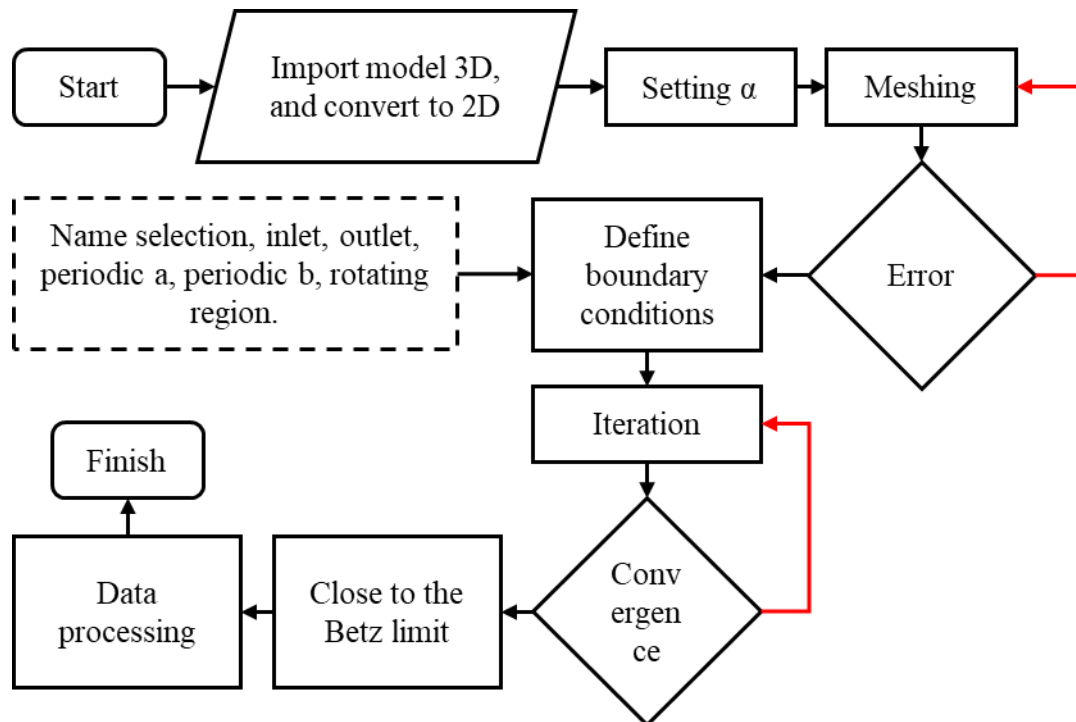 Start
Import model 3D,
and convert to 2D
Setting α
Meshing
Error
Name selection, inlet, outlet,
periodic a, periodic b, rotating
region.
Define
boundary
conditions
Iteration
Conv
ergen
ce
Close to the
Betz limit
Data
processing
Finish